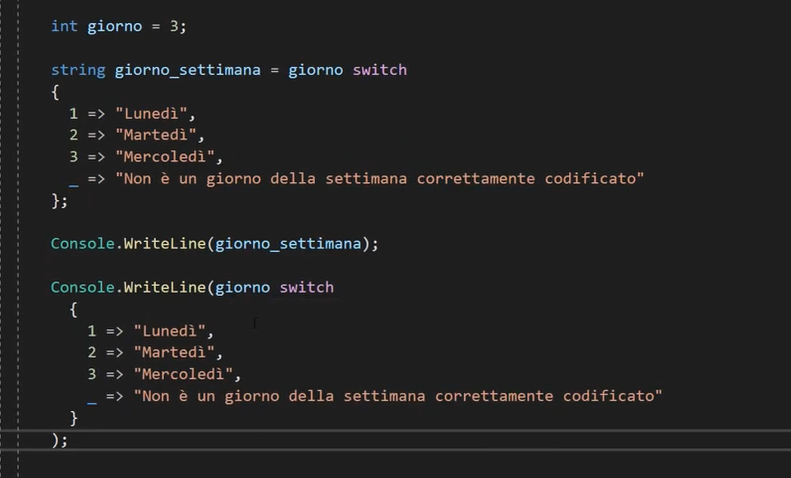 int giorno = 3;
string giorno_settimana = giorno switch
{
1 => "Lunedì",
2 => "Martedì",
3 => "Mercoledì",
_ => "Non è un giorno della settimana correttamente codificato"
};
Console.WriteLine(giorno_settimana);
Console.WriteLine(giorno switch
{
1 => "Lunedì",
2 => "Martedì",
3 => "Mercoledì",
_ => "Non è un giorno della settimana correttamente codificato"
}
);